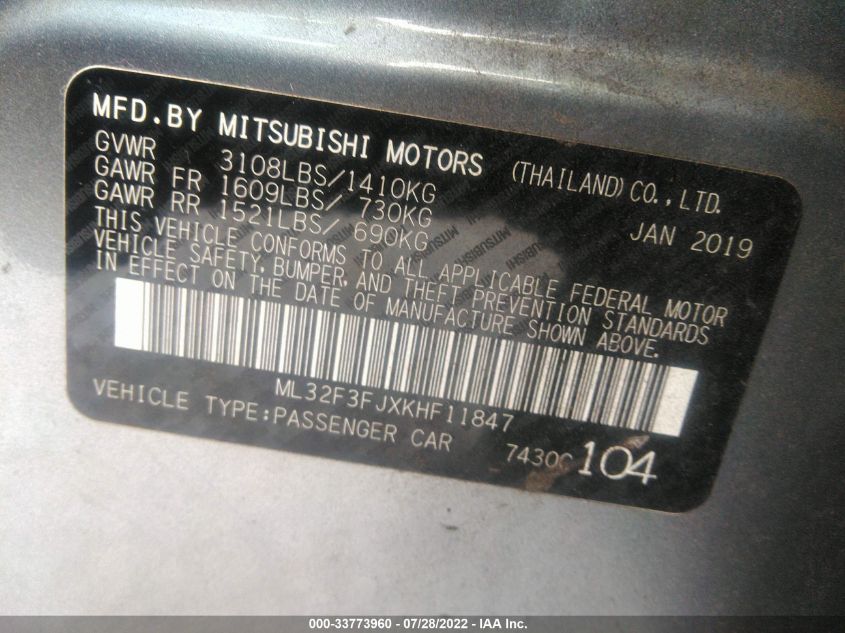 MFD.BY MITSUBISHI MOTORS (THAILAND) CO., LTD.
GVWR 3108LBS/1410KG JAN 2019
GAWR FR 1609LBS/ 730KG
GAWR RR 1521LBS/ 690KG
THIS VEHICLE CONFORMS TO ALL APPLICABLE FEDERAL MOTOR
VEHICLE SAFETY, BUMPER, AND THEFT PREVENTION STANDARDS
IN EFFECT ON THE DATE OF MANUFACTURE SHOWN ABOVE.
ML32F3FJXKHF11847
VEHICLE TYPE:PASSENGER CAR
104
000-33773960 - 07/28/2022 - IAA Inc.